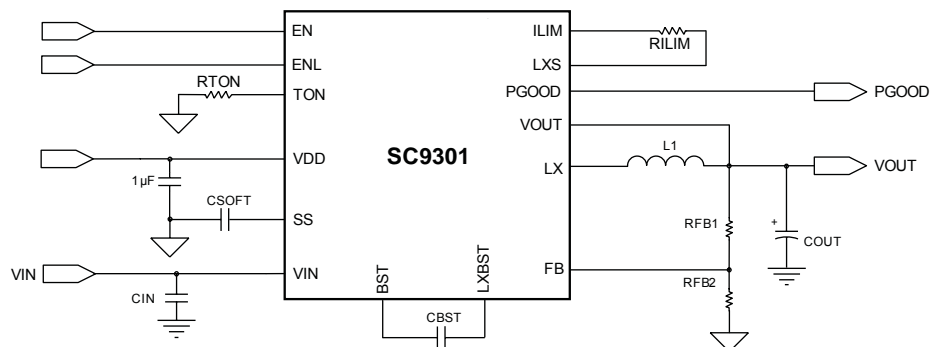 EN
ILIM
RILIM
ENL
LXS
RTON
TON
PGOOD
PGOOD
VOUT
SC9301
L1
VDD
LX
VOUT
1µF
CSOFT
SS
RFB1
+
COUT
VIN
VIN
FB
RFB2
CIN
BST
LXBST
CBST